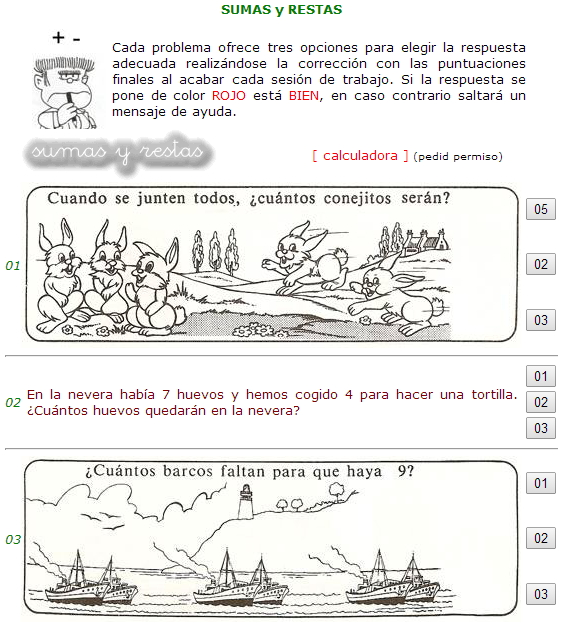 SUMAS y RESTAS
+ -
Cada problema ofrece tres opciones para elegir la respuesta
adecuada realizándose la corrección con las puntuaciones
finales al acabar cada sesión de trabajo. Si la respuesta se
pone de color ROJO está BIEN, en caso contrario saltará un
mensaje de ayuda.
sumas y restas
[ calculadora ] (pedid permiso)
Cuando se junten todos, ¿cuántos conejitos serán?
05
01
02
03
01
En la nevera había 7 huevos y hemos cogido 4 para hacer una tortilla.
02
02
¿Cuántos huevos quedarán en la nevera?
03
¿Cuántos barcos faltan para que haya 9?
01
03
02
03